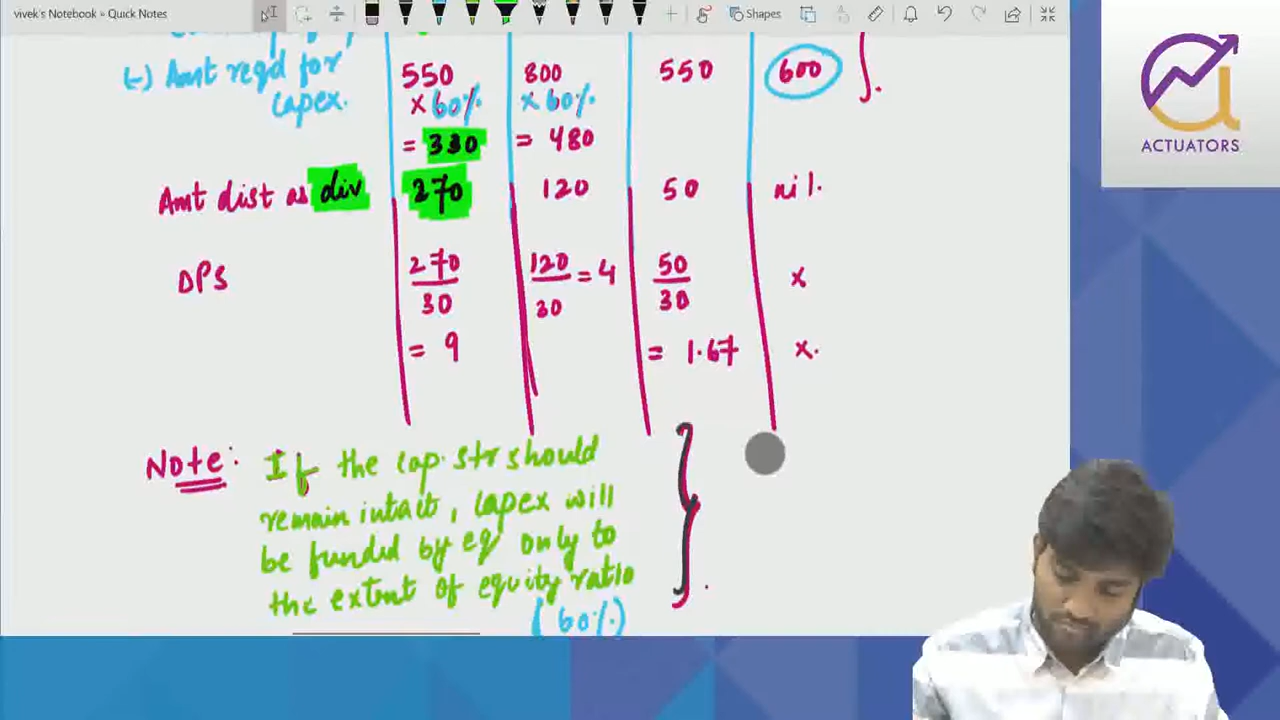 vivek's Notebook » Quick Notes
Shapes
(-) Amt reqd for 550 800 550 600
capex. × 60% × 60%
= 330 = 480
Amt dist as div 270 120 50 nil.
DPS 270/30 120/30 = 4 50/30 ×
= 9 = 1.67 ×.
Note: If the cap. str should
remain intact, capex will
be funded by eq only to
the extent of equity ratio
(60%)
ACTUATORS